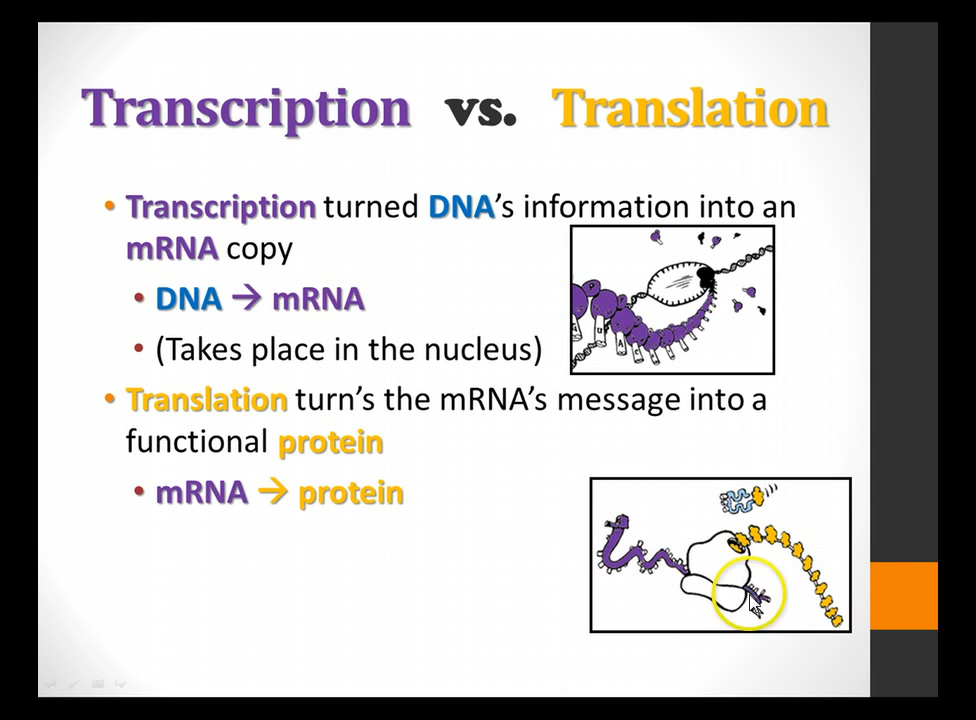 Transcription vs. Translation
• Transcription turned DNA's information into an
mRNA copy
• DNA → mRNA
• (Takes place in the nucleus)
• Translation turn's the mRNA's message into a
functional protein
• mRNA → protein